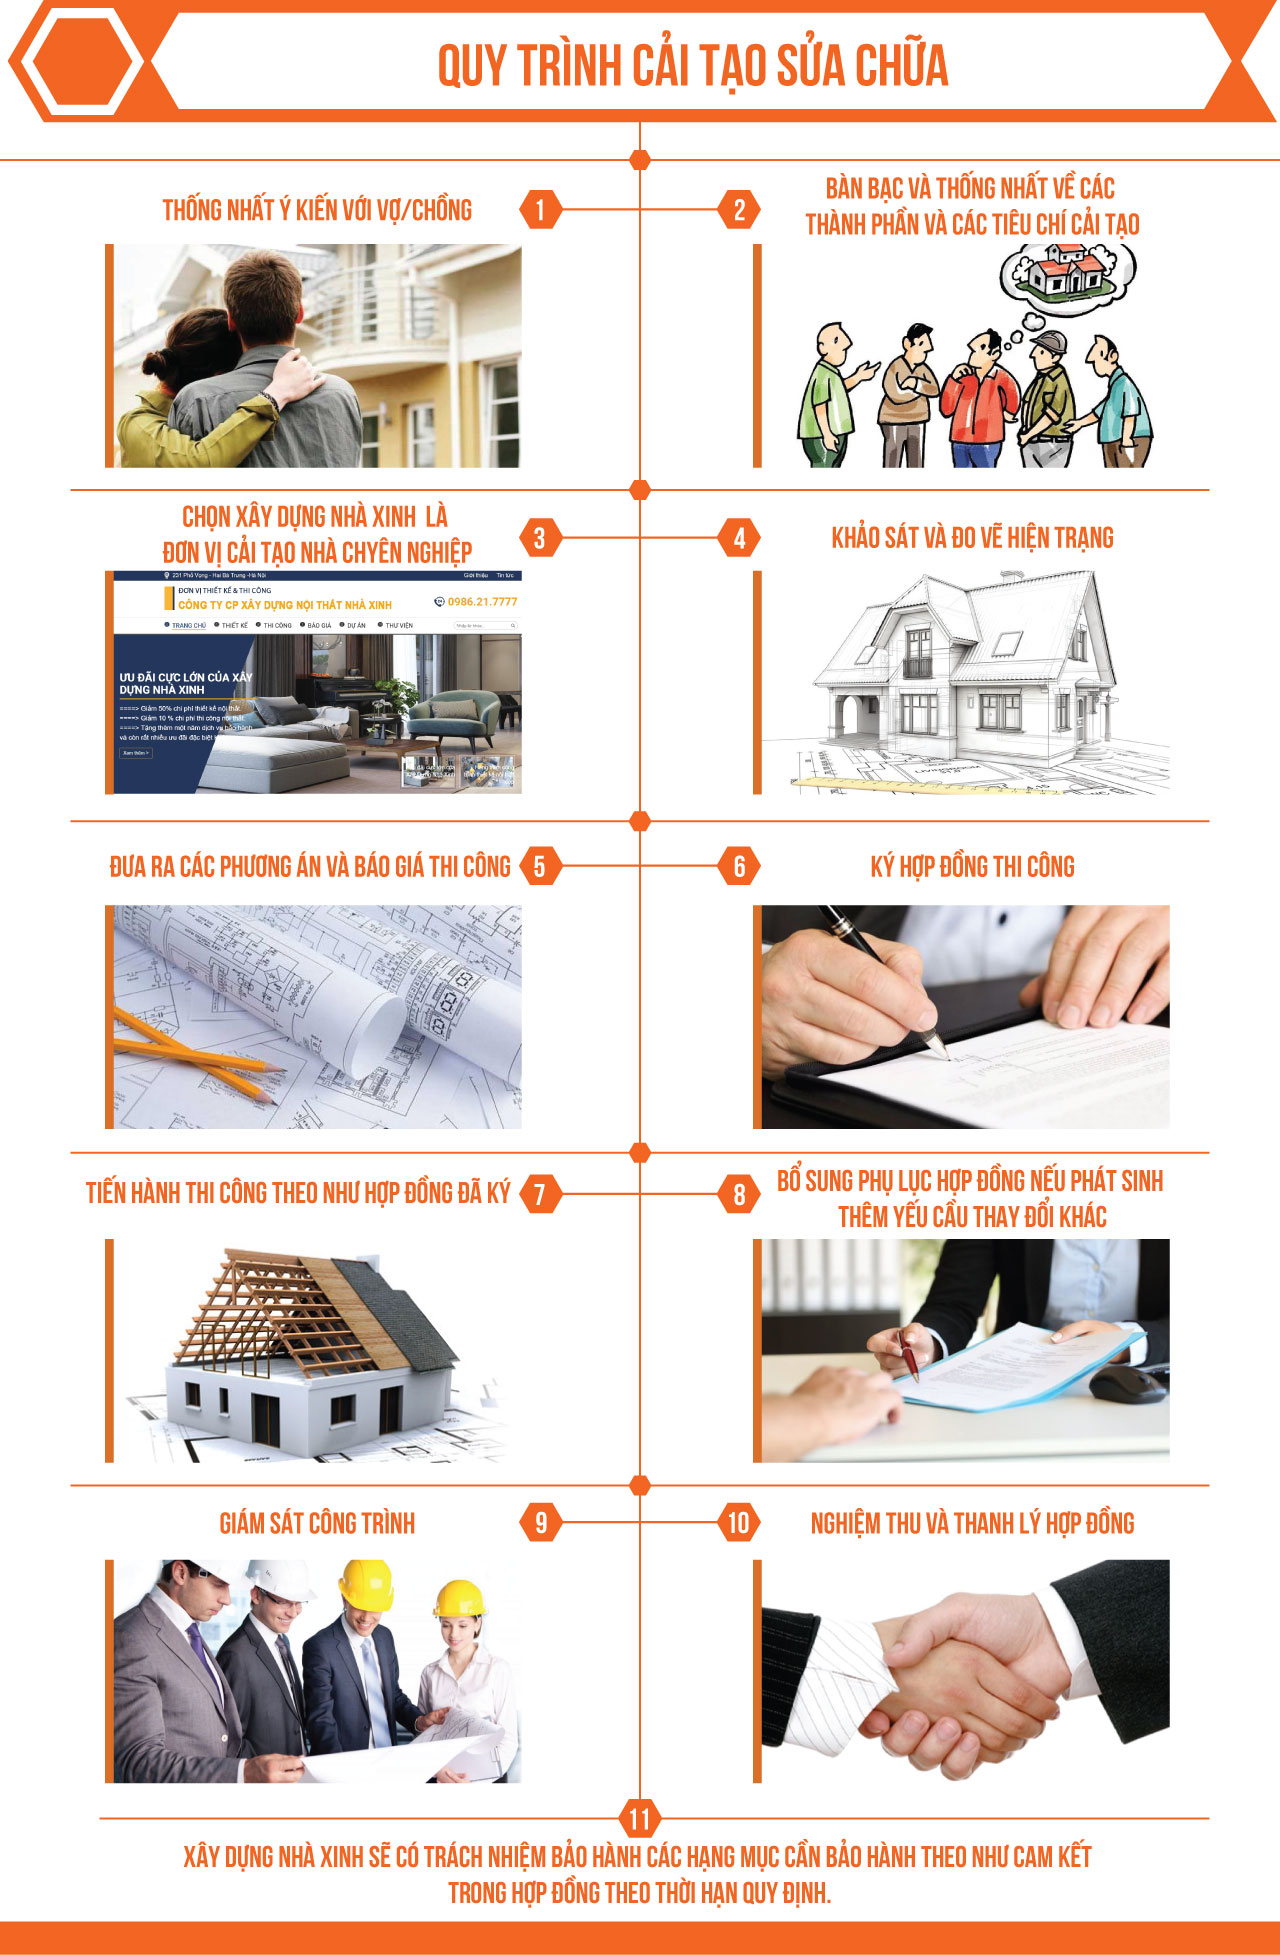 QUY TRÌNH CẢI TẠO SỬA CHỮA
THỐNG NHẤT Ý KIẾN VỚI VỢ/CHỒNG
1
2
BÀN BẠC VÀ THỐNG NHẤT VỀ CÁC
THÀNH PHẦN VÀ CÁC TIÊU CHÍ CẢI TẠO
CHỌN XÂY DỰNG NHÀ XINH LÀ
ĐƠN VỊ CẢI TẠO NHÀ CHYÊN NGHIỆP
3
231 Phố Vọng - Hai Bà Trưng -Hà Nội
Giới thiệu Tin tức
ĐƠN VỊ THIẾT KẾ & THI CÔNG
CÔNG TY CP XÂY DỰNG NỘI THẤT NHÀ XINH
0986.21.7777
TRANG CHỦ THIẾT KẾ THI CÔNG BÁO GIÁ DỰ ÁN THƯ VIỆN
ƯU ĐÃI CỰC LỚN CỦA XÂY
DỰNG NHÀ XINH
====> Giảm 50% chi phí thiết kế nội thất.
====> Giảm 10 % chi phí thi công nội thất.
====> Tặng thêm một năm dịch vụ bảo hành
và còn rất nhiều ưu đãi đặc biệt
Xem thêm >
4
KHẢO SÁT VÀ ĐO VẼ HIỆN TRẠNG
ĐƯA RA CÁC PHƯƠNG ÁN VÀ BÁO GIÁ THI CÔNG
5
6
KÝ HỢP ĐỒNG THI CÔNG
TIẾN HÀNH THI CÔNG THEO NHƯ HỢP ĐỒNG ĐÃ KÝ
7
8
BỔ SUNG PHỤ LỤC HỢP ĐỒNG NẾU PHÁT SINH
THÊM YẾU CẦU THAY ĐỔI KHÁC
GIÁM SÁT CÔNG TRÌNH
9
10
NGHIỆM THU VÀ THANH LÝ HỢP ĐỒNG
11
XÂY DỰNG NHÀ XINH SẼ CÓ TRÁCH NHIỆM BẢO HÀNH CÁC HẠNG MỤC CẦN BẢO HÀNH THEO NHƯ CAM KẾT
TRONG HỢP ĐỒNG THEO THỜI HẠN QUY ĐỊNH.